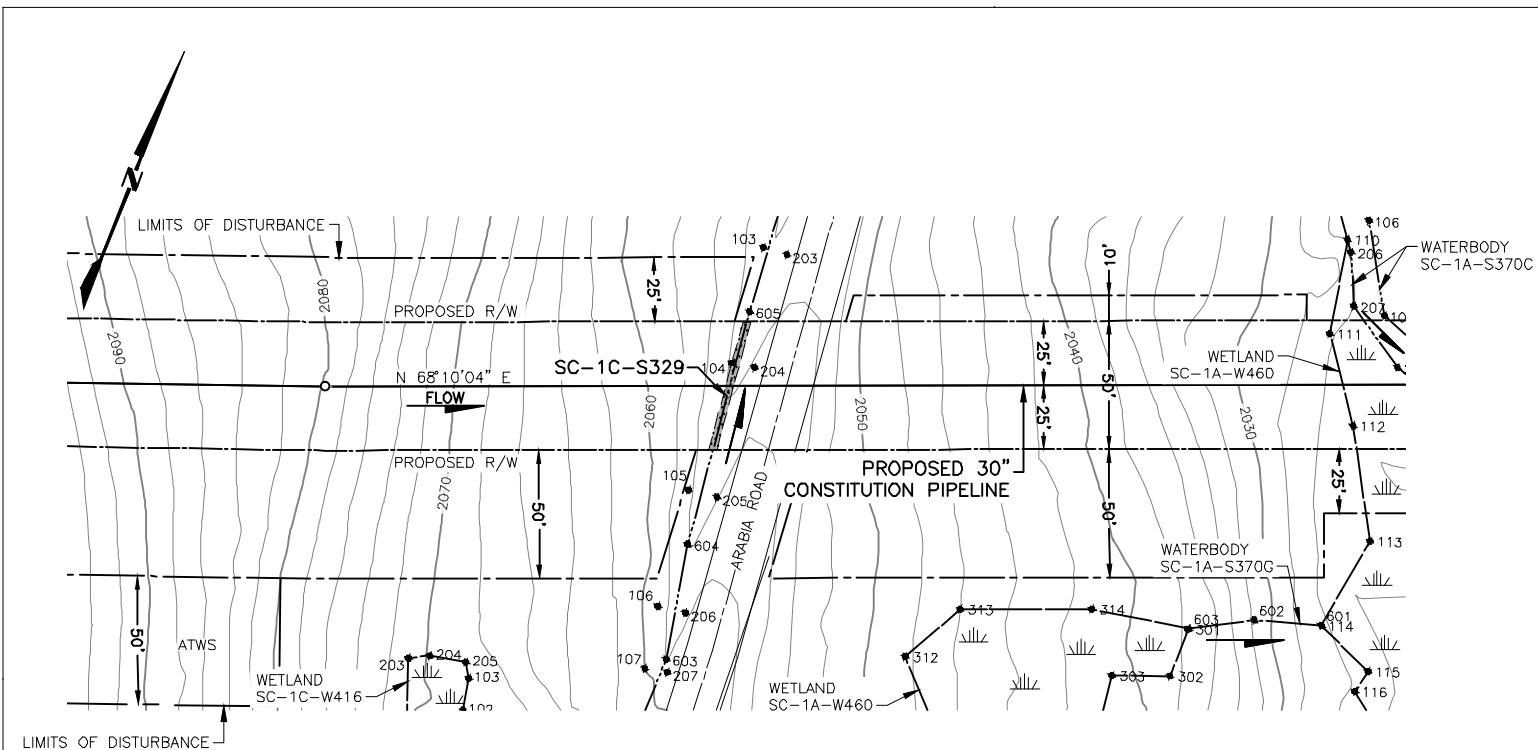 N
LIMITS OF DISTURBANCE
2090
2080
PROPOSED R/W
25'
103
203
605
104
204
SC-1C-S329
N 68°10'04" E
FLOW
2060
2050
2040
2030
10'
25'
50'
25'
106
110
206
WATERBODY
SC-1A-S370C
207
10
111
WETLAND
SC-1A-W460
112
PROPOSED R/W
2070
50'
105
205
604
ARABIA ROAD
PROPOSED 30"
CONSTITUTION PIPELINE
50'
25'
113
WATERBODY
SC-1A-S370G
50'
ATWS
106
206
313
314
603
301
602
601
114
203
204
205
103
102
WETLAND
SC-1C-W416
107
603
207
312
WETLAND
SC-1A-W460
303
302
115
116
LIMITS OF DISTURBANCE